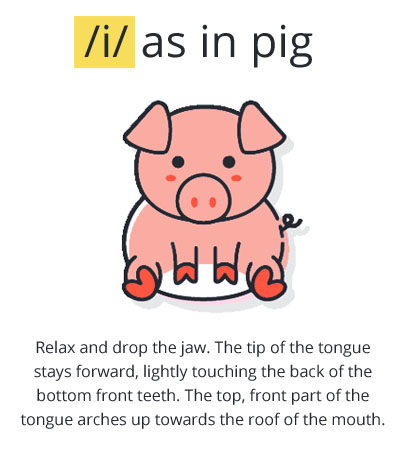 /i/ as in pig
Relax and drop the jaw. The tip of the tongue
stays forward, lightly touching the back of the
bottom front teeth. The top, front part of the
tongue arches up towards the roof of the mouth.